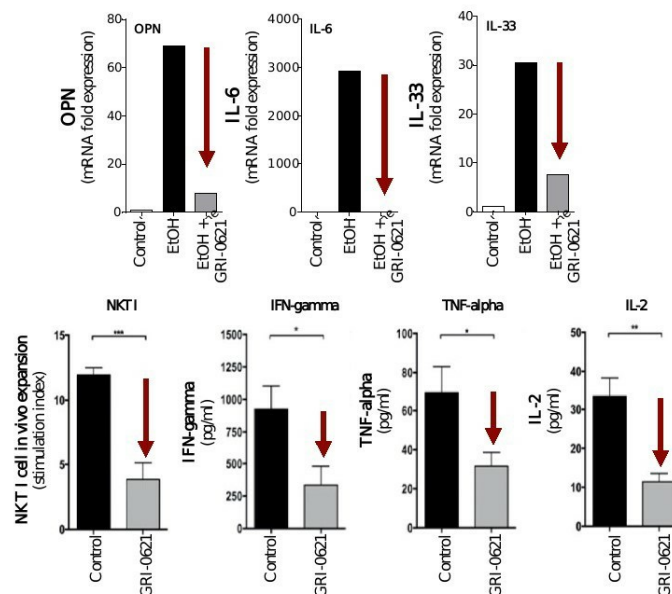 OPN
IL-6
IL-33
OPN
(mRNA fold expression)
80
60
40
20
0
Control
EtOH
EtOH +
GRI-0621
IL-6
(mRNA fold expression)
4000
3000
2000
1000
0
Control
EtOH
EtOH +
GRI-0621
IL-33
(mRNA fold expression)
40
30
20
10
0
Control
EtOH
EtOH +
GRI-0621
NKT I
IFN-gamma
TNF-alpha
IL-2
NKT I cell in vivo expansion
(stimulation index)
15
10
5
0
***
Control
GRI-0621
IFN-gamma
(pg/ml)
1500
1250
1000
750
500
250
0
*
Control
GRI-0621
TNF-alpha
(pg/ml)
100
80
60
40
20
0
*
Control
GRI-0621
IL-2
(pg/ml)
50
40
30
20
10
0
**
Control
GRI-0621